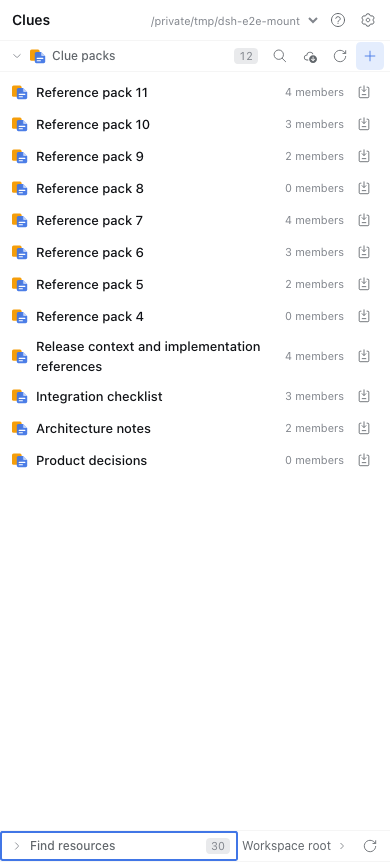 Clues /private/tmp/dsh-e2e-mount
Clue packs 12
Reference pack 11 4 members
Reference pack 10 3 members
Reference pack 9 2 members
Reference pack 8 0 members
Reference pack 7 4 members
Reference pack 6 3 members
Reference pack 5 2 members
Reference pack 4 0 members
Release context and implementation
references 4 members
Integration checklist 3 members
Architecture notes 2 members
Product decisions 0 members
Find resources 30 Workspace root